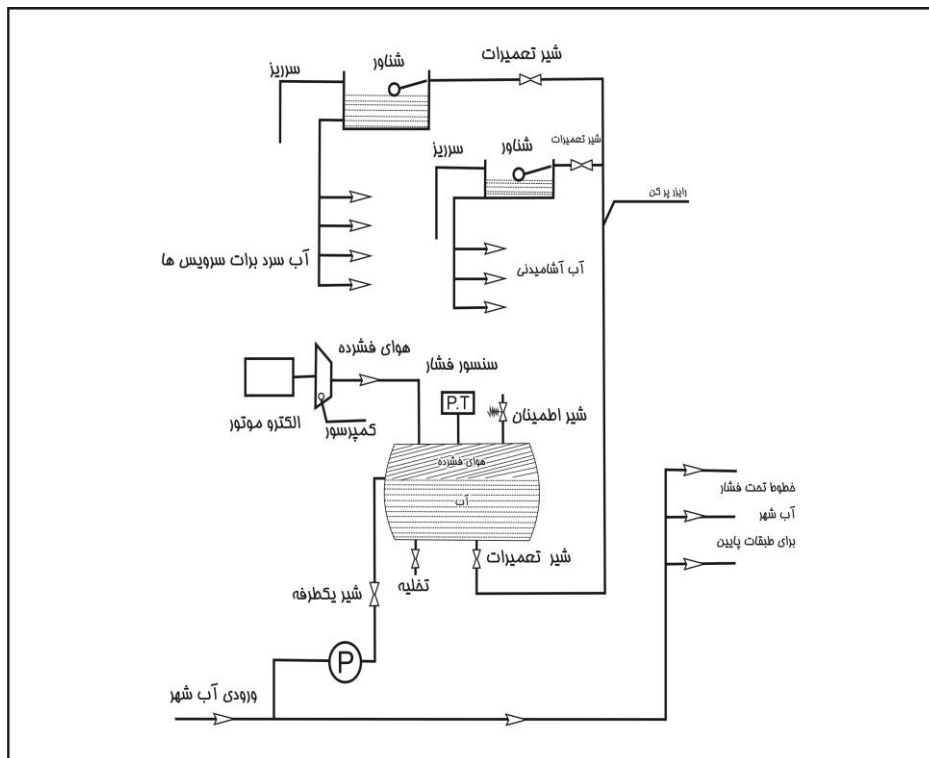 شیر تعمیرات
شناور
سرریز
شیر تعمیرات
شناور
سرریز
رایزر پر کن
آب سرد برات سرویس ها
آب آشامیدنی
هوای فشرده
سنسور فشار
P.T
شیر اطمینان
کمپرسور
الکترو موتور
هوای فشرده
آب
خطوط تحت فشار
آب شهر
برای طبقات پایین
شیر تعمیرات
تخلیه
شیر یکطرفه
P
ورودی آب شهر